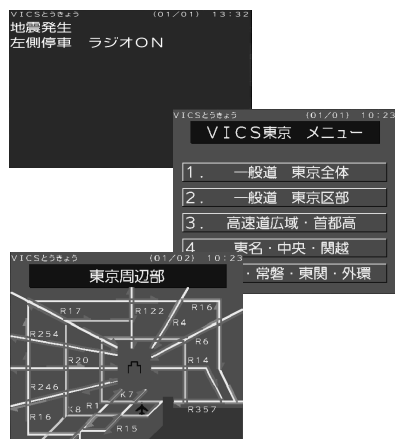 VICSとうきょう (01/01) 13:32
地震発生
左側停車 ラジオON
VICSとうきょう (01/01) 10:23
VICS東京 メニュー
1. 一般道 東京全体
2. 一般道 東京区部
3. 高速道広域・首都高
4 東名・中央・関越
・常磐・東関・外環
VICSとうきょう (01/02) 10:23
東京周辺部
R17
R122
R16
R4
R254
R6
R20
R14
R246
K7
K8
R1
R16
R357
R15